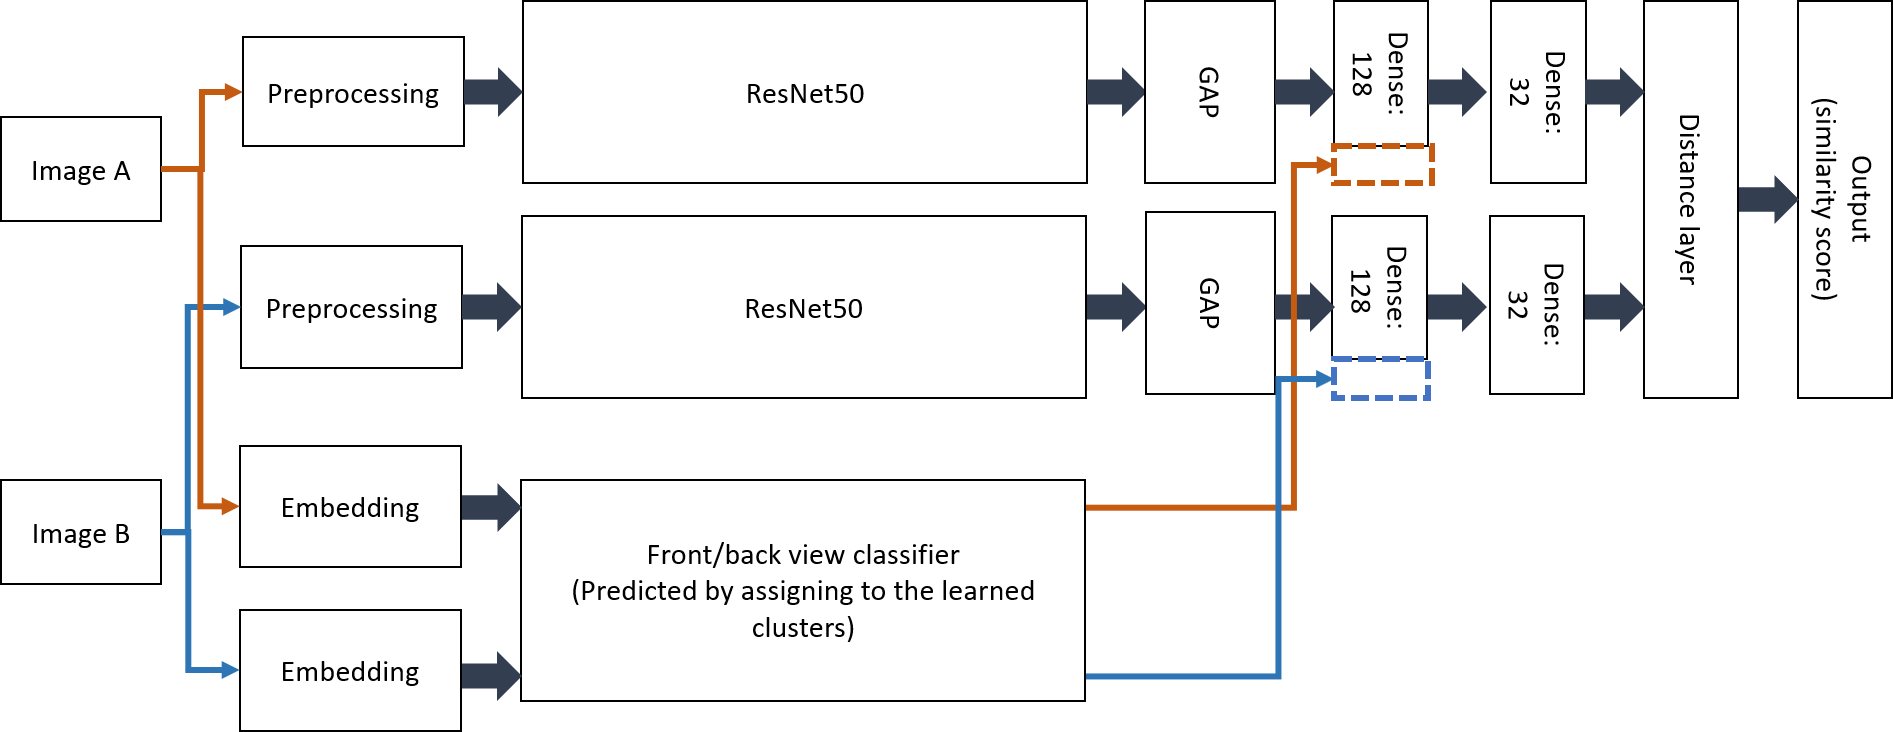 Image A
Preprocessing
ResNet50
GAP
Dense:
128
Dense:
32
Distance layer
Output
(similarity score)
Preprocessing
ResNet50
GAP
Dense:
128
Dense:
32
Image B
Embedding
Front/back view classifier
(Predicted by assigning to the learned
clusters)
Embedding